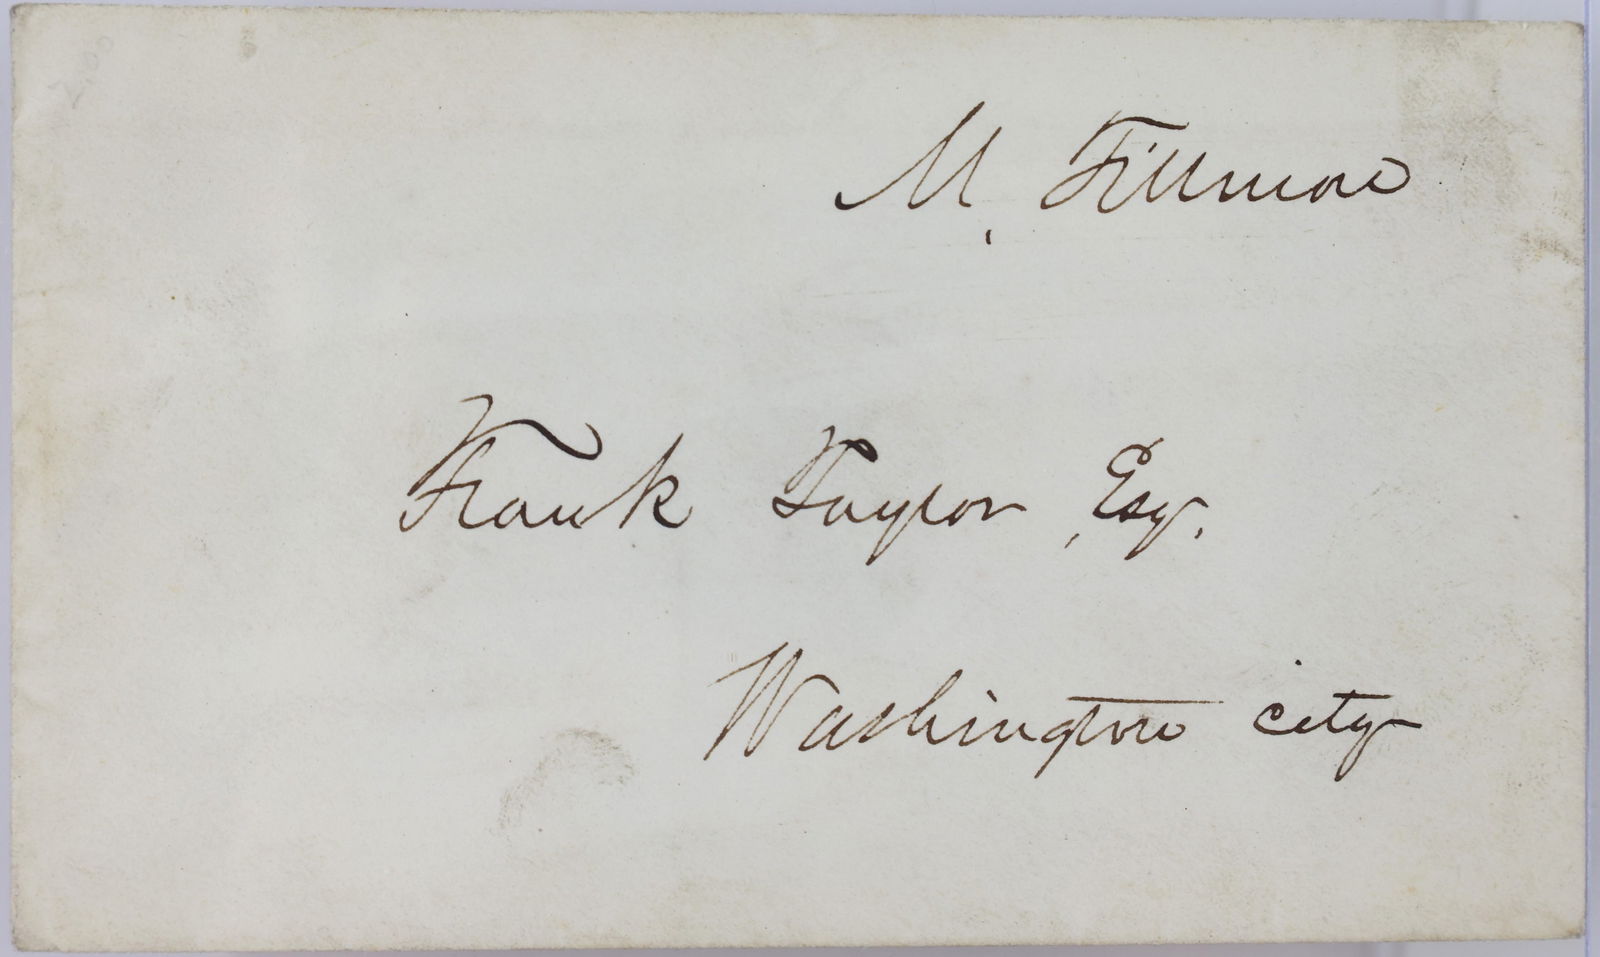 M. Fillmore
Frank Taylor, Esq.
Washington city